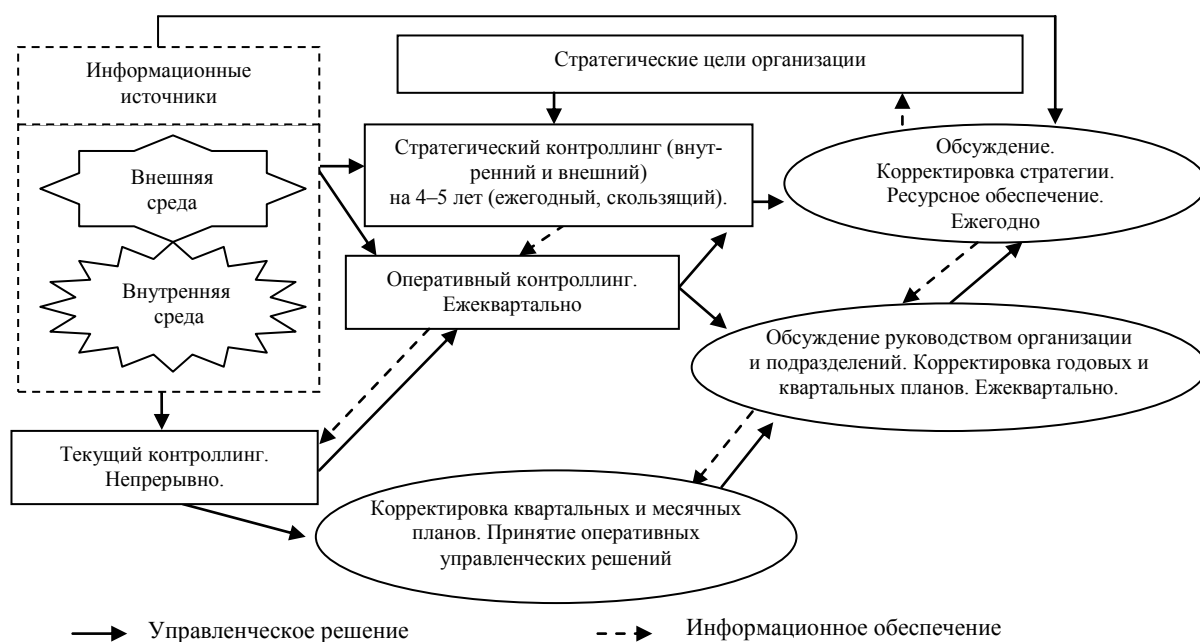 Информационные
источники
Стратегические цели организации
Внешняя
среда
Внутренняя
среда
Стратегический контроллинг (внут-
ренний и внешний)
на 4–5 лет (ежегодный, скользящий).
Обсуждение.
Корректировка стратегии.
Ресурсное обеспечение.
Ежегодно
Оперативный контроллинг.
Ежеквартально
Обсуждение руководством организации
и подразделений. Корректировка годовых и
квартальных планов. Ежеквартально.
Текущий контроллинг.
Непрерывно.
Корректировка квартальных и месячных
планов. Принятие оперативных
управленческих решений
Управленческое решение
Информационное обеспечение